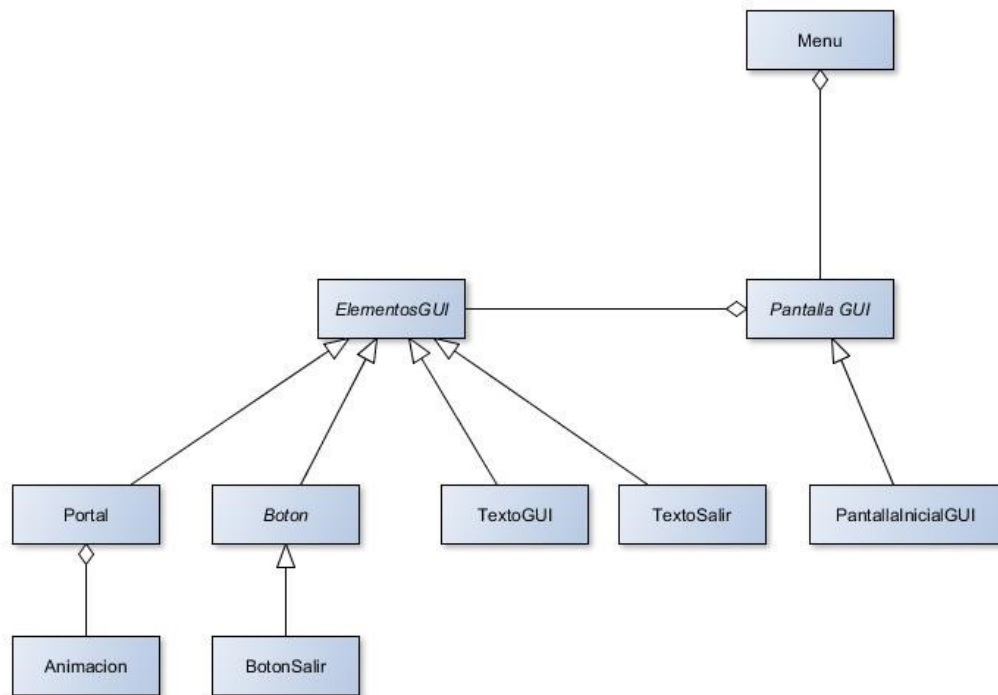 Menu
ElementosGUI
Pantalla GUI
Portal
Boton
TextoGUI
TextoSalir
PantallaInicialGUI
Animacion
BotonSalir